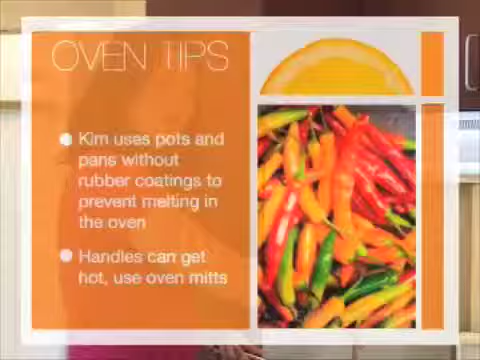 OVEN TIPS
Kim uses pots and
pans without
rubber coatings to
prevent melting in
the oven
Handles can get
hot, use oven mitts